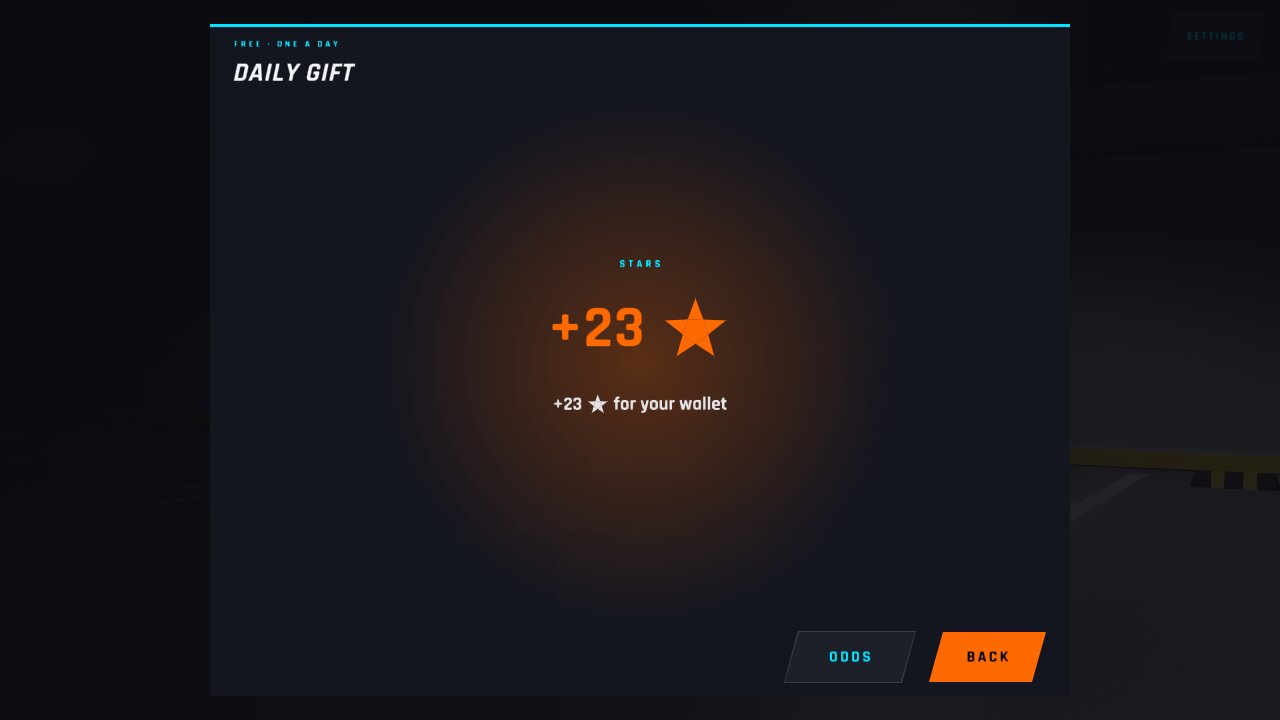 FREE · ONE A DAY
DAILY GIFT
SETTINGS
STARS
+23 ★
+23 ★ for your wallet
ODDS
BACK